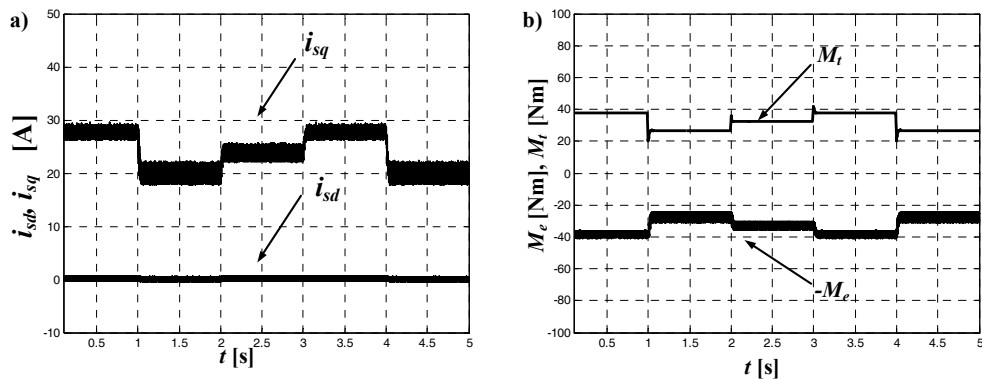 a)
i_sd, i_sq [A]
50
40
30
20
10
0
-10
i_sq
i_sd
0.5 1 1.5 2 2.5 3 3.5 4 4.5 5
t [s]
b)
M_e [Nm], M_t [Nm]
100
80
60
40
20
0
-20
-40
-60
-80
-100
M_t
-M_e
0.5 1 1.5 2 2.5 3 3.5 4 4.5 5
t [s]